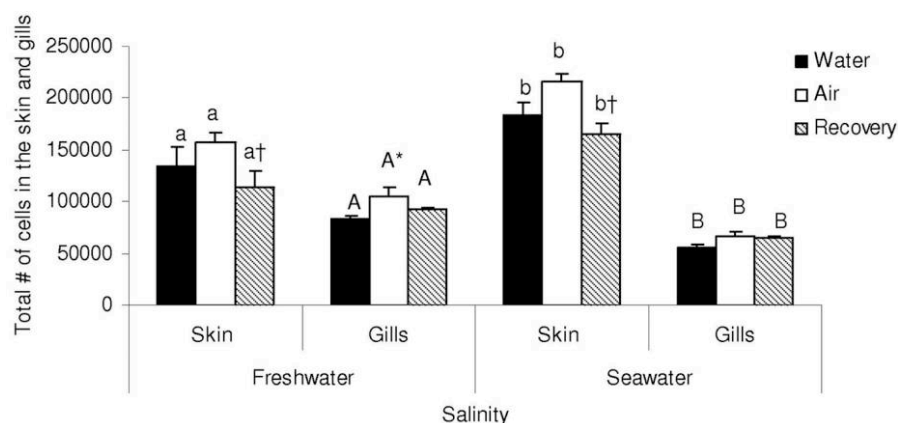 Total # of cells in the skin and gills
250000
200000
150000
100000
50000
0
a
a
a†
A
A*
A
b
b
b†
B
B
B
Water
Air
Recovery
Skin
Gills
Skin
Gills
Freshwater
Seawater
Salinity